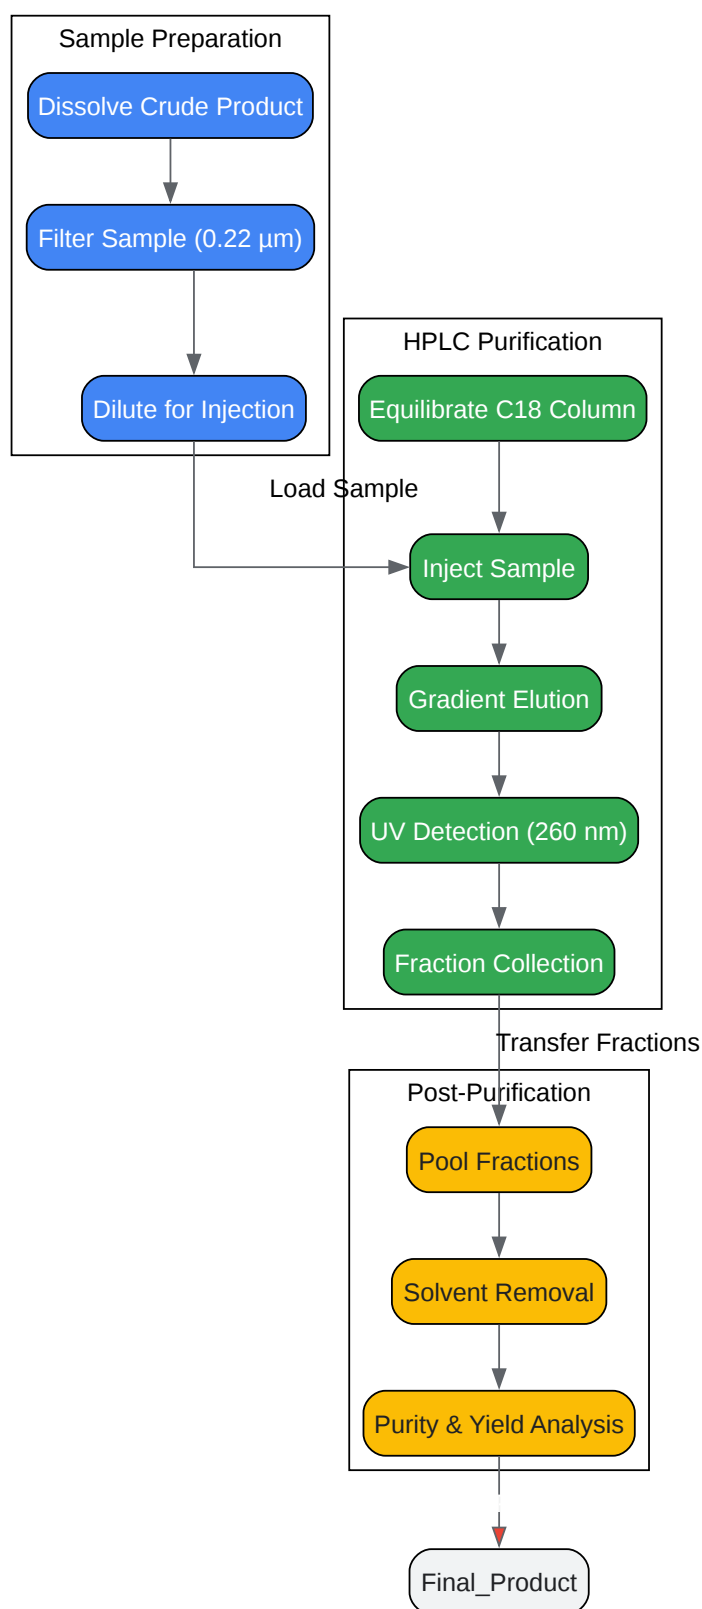 Sample Preparation
Dissolve Crude Product
Filter Sample (0.22 µm)
Dilute for Injection
HPLC Purification
Equilibrate C18 Column
Load Sample
Inject Sample
Gradient Elution
UV Detection (260 nm)
Fraction Collection
Transfer Fractions
Post-Purification
Pool Fractions
Solvent Removal
Purity & Yield Analysis
Final_Product